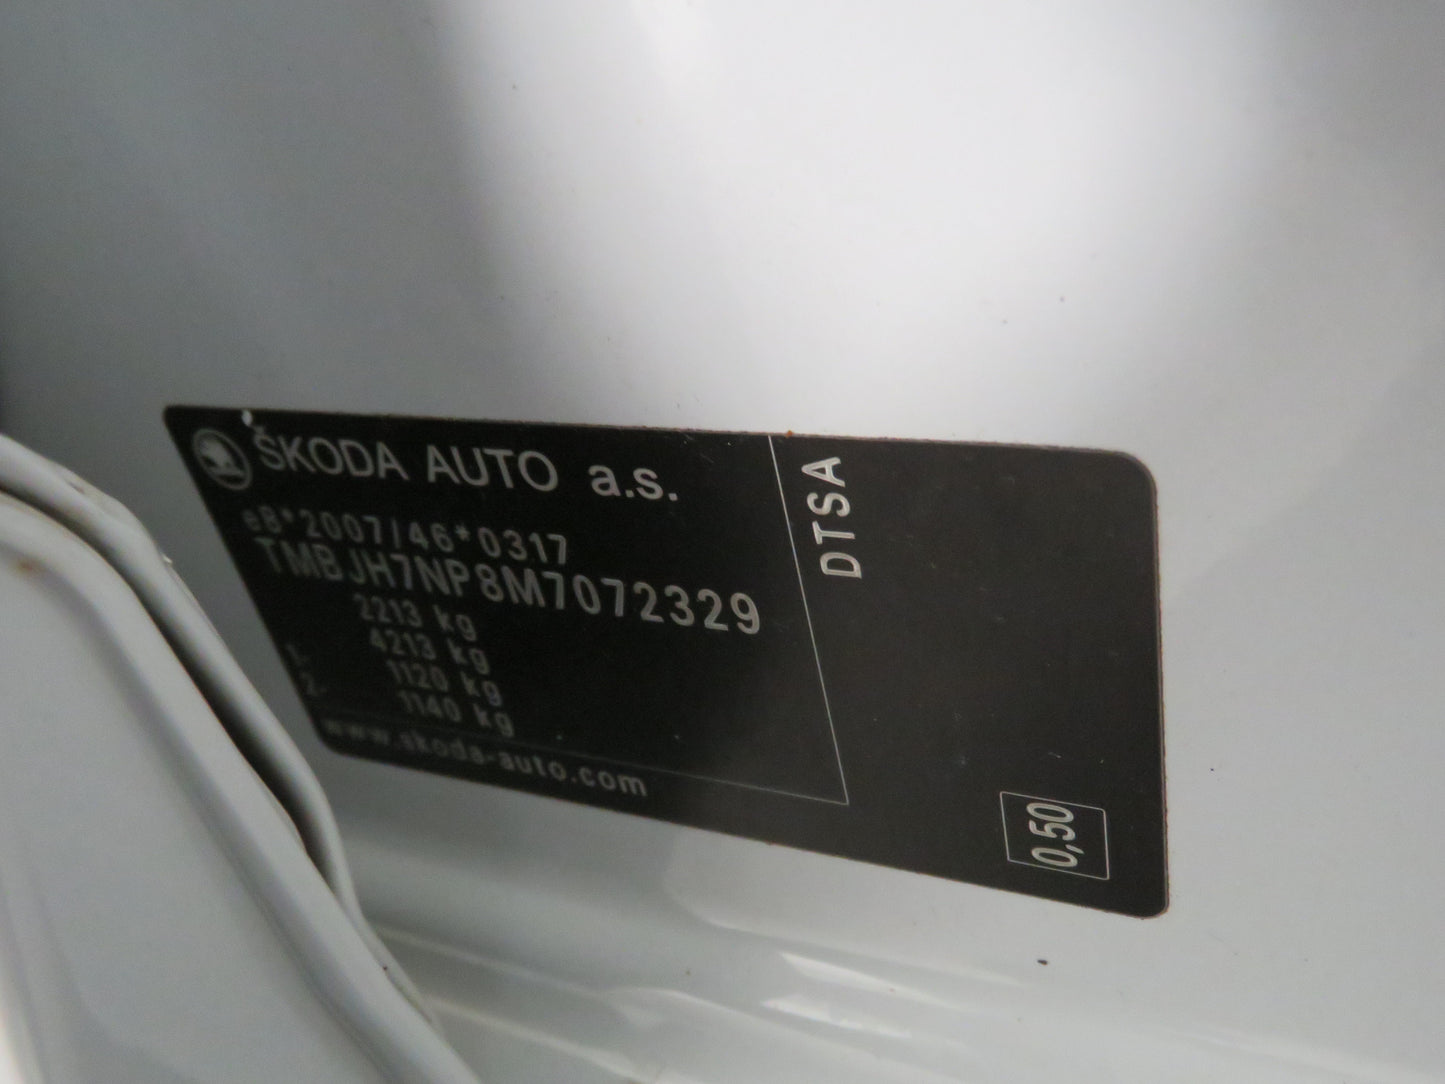 ŠKODA AUTO a.s.
e8*2007/46*0317
TMBJH7NP8M7072329
2213 kg
4213 kg
1- 1120 kg
2- 1140 kg
www.skoda-auto.com
DTSA
0,50